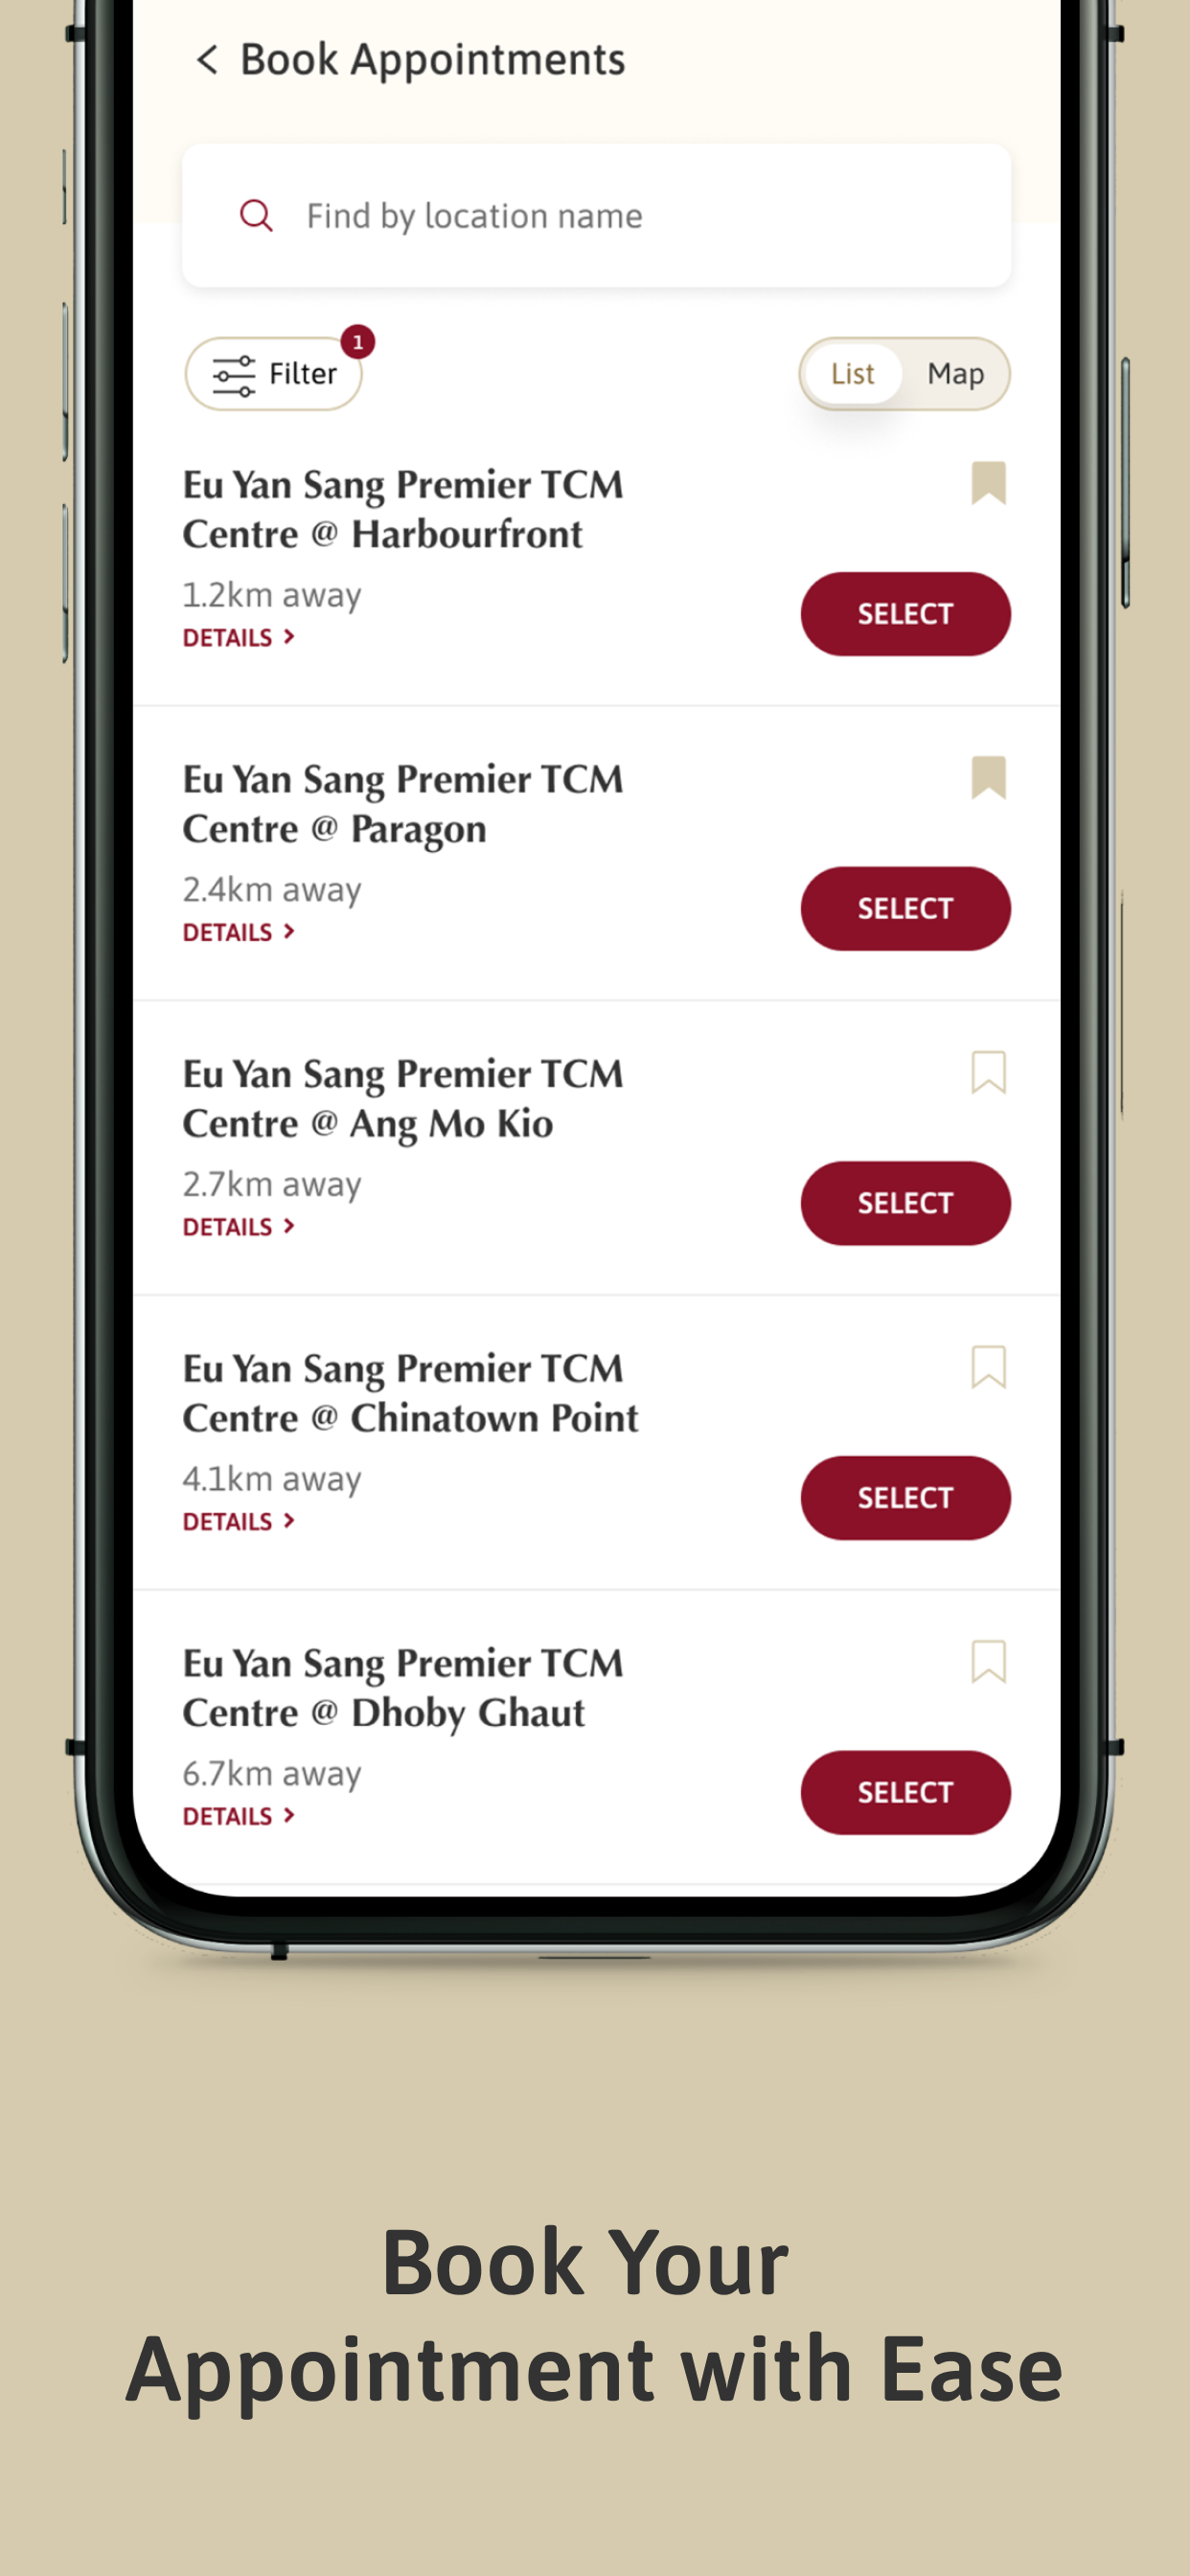 Book Appointments
Find by location name
Filter
1
List
Map
Eu Yan Sang Premier TCM
Centre @ Harbourfront
1.2km away
DETAILS
SELECT
Eu Yan Sang Premier TCM
Centre @ Paragon
2.4km away
DETAILS
SELECT
Eu Yan Sang Premier TCM
Centre @ Ang Mo Kio
2.7km away
DETAILS
SELECT
Eu Yan Sang Premier TCM
Centre @ Chinatown Point
4.1km away
DETAILS
SELECT
Eu Yan Sang Premier TCM
Centre @ Dhoby Ghaut
6.7km away
DETAILS
SELECT
Book Your
Appointment with Ease